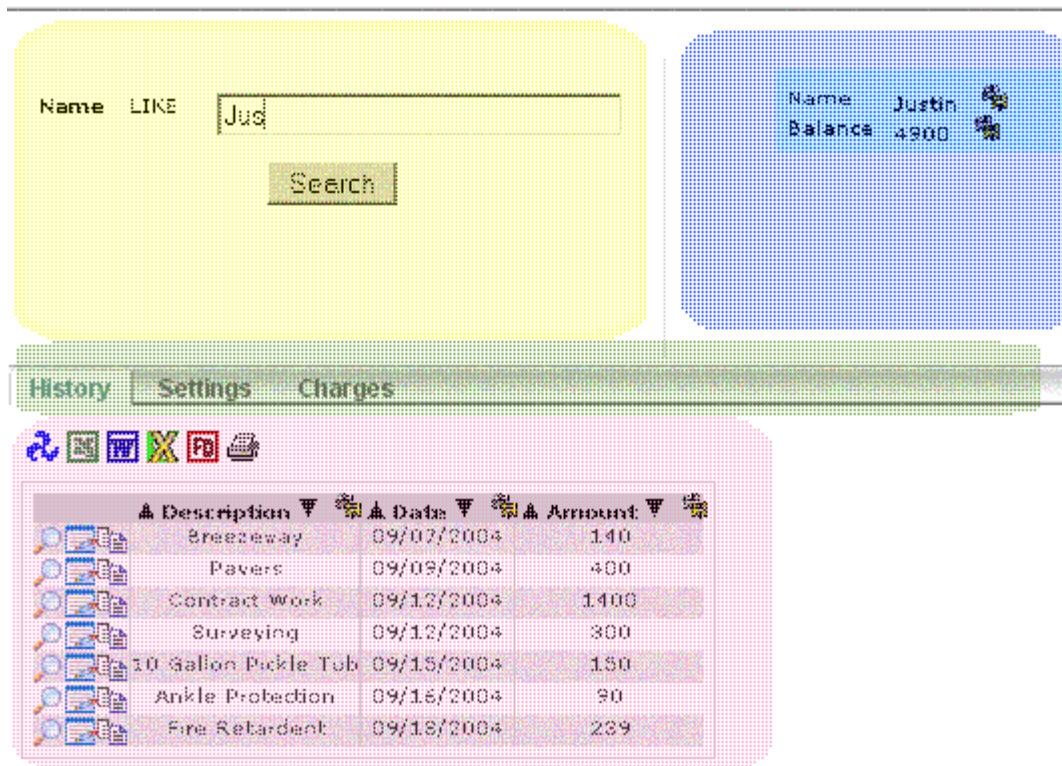 Name LIKE Jus
Search
Name Justin
Balance 4900
History Settings Charges
W X FD
Description Date Amount
Breezeway 09/07/2004 140
Pavers 09/09/2004 400
Contract Work 09/12/2004 1400
Surveying 09/12/2004 300
10 Gallon Pickle Tub 09/15/2004 150
Ankle Protection 09/16/2004 90
Fire Retardent 09/18/2004 239